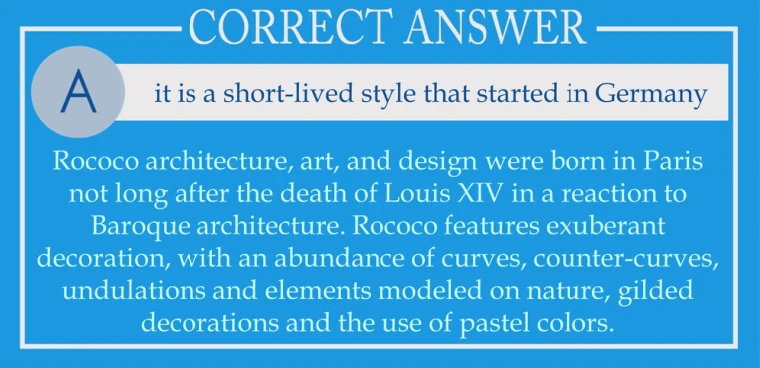 CORRECT ANSWER
A
it is a short-lived style that started in Germany
Rococo architecture, art, and design were born in Paris
not long after the death of Louis XIV in a reaction to
Baroque architecture. Rococo features exuberant
decoration, with an abundance of curves, counter-curves,
undulations and elements modeled on nature, gilded
decorations and the use of pastel colors.